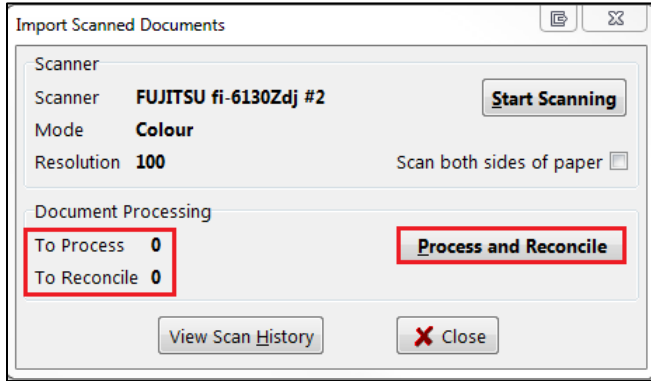 Import Scanned Documents
Scanner
Scanner FUJITSU fi-6130Zdj #2 Start Scanning
Mode Colour
Resolution 100 Scan both sides of paper
Document Processing
To Process 0 Process and Reconcile
To Reconcile 0
View Scan History Close